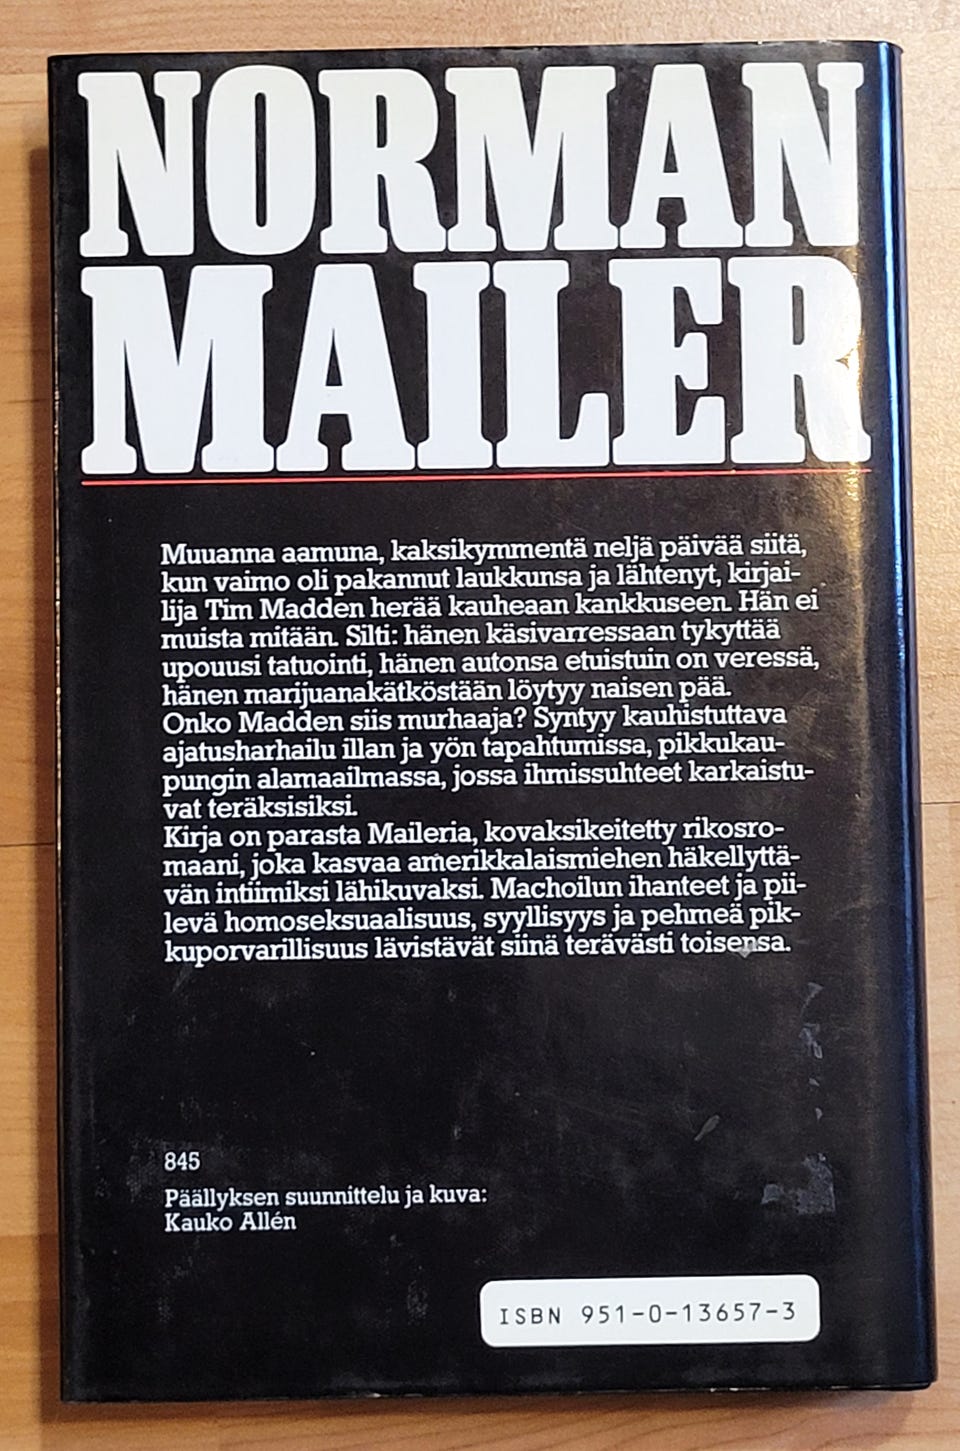 NORMAN
MAILER
Muuanna aamuna, kaksikymmentä neljä päivää siitä,
kun vaimo oli pakannut laukkunsa ja lähtenyt, kirjai-
lija Tim Madden herää kauheaan kankkuseen. Hän ei
muista mitään. Silti: hänen käsivarressaan tykyttää
upouusi tatuointi, hänen autonsa etuistuin on veressä,
hänen marijuanakätköstään löytyy naisen pää.
Onko Madden siis murhaaja? Syntyy kauhistuttava
ajatusharhailu illan ja yön tapahtumissa, pikkukau-
pungin alamaailmassa, jossa ihmissuhteet karkaistu-
vat teräksisiksi.
Kirja on parasta Maileria, kovaksikeitetty rikosro-
maani, joka kasvaa amerikkalaismiehen häkellyttä-
vän intiimiksi lähikuvaksi. Machoilun ihanteet ja pii-
levä homoseksuaalisuus, syyllisyys ja pehmeä pik-
kuporvarillisuus lävistävät siinä terävästi toisensa.
845
Päällyksen suunnittelu ja kuva:
Kauko Allén
ISBN 951-0-13657-3